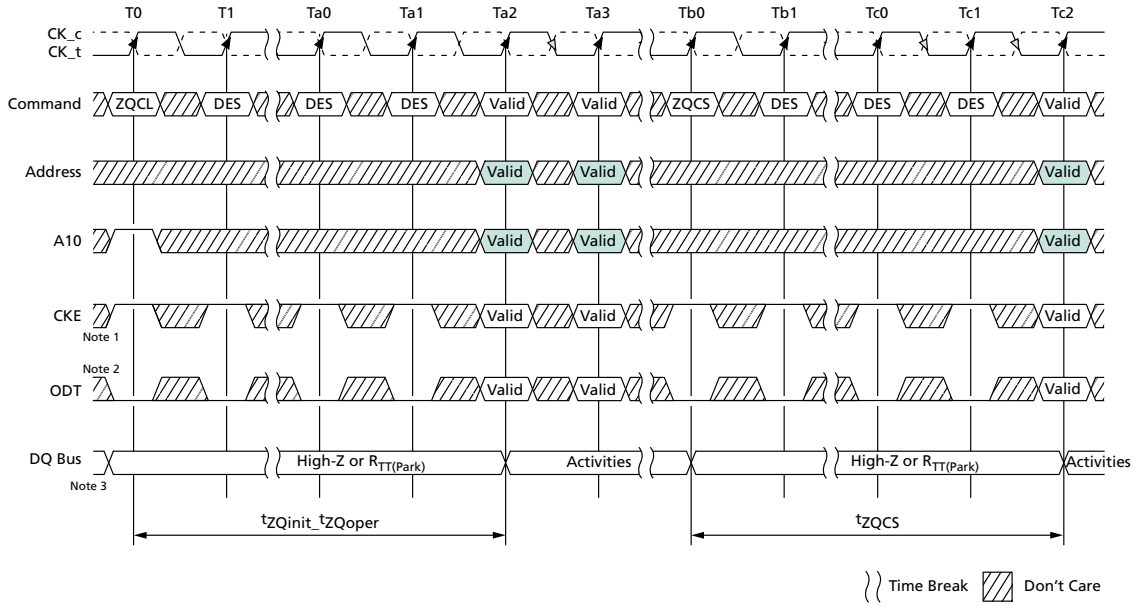 T0 T1 Ta0 Ta1 Ta2 Ta3 Tb0 Tb1 Tc0 Tc1 Tc2
CK_c
CK_t
Command ZQCL DES DES DES Valid Valid ZQCS DES DES DES Valid
Address Valid Valid Valid
A10 Valid Valid Valid
CKE Valid Valid Valid
Note 1
Note 2
ODT Valid Valid Valid
DQ Bus High-Z or RTT(Park) Activities High-Z or RTT(Park) Activities
Note 3
tZQinit_tZQoper tZQCS
Time Break Don't Care